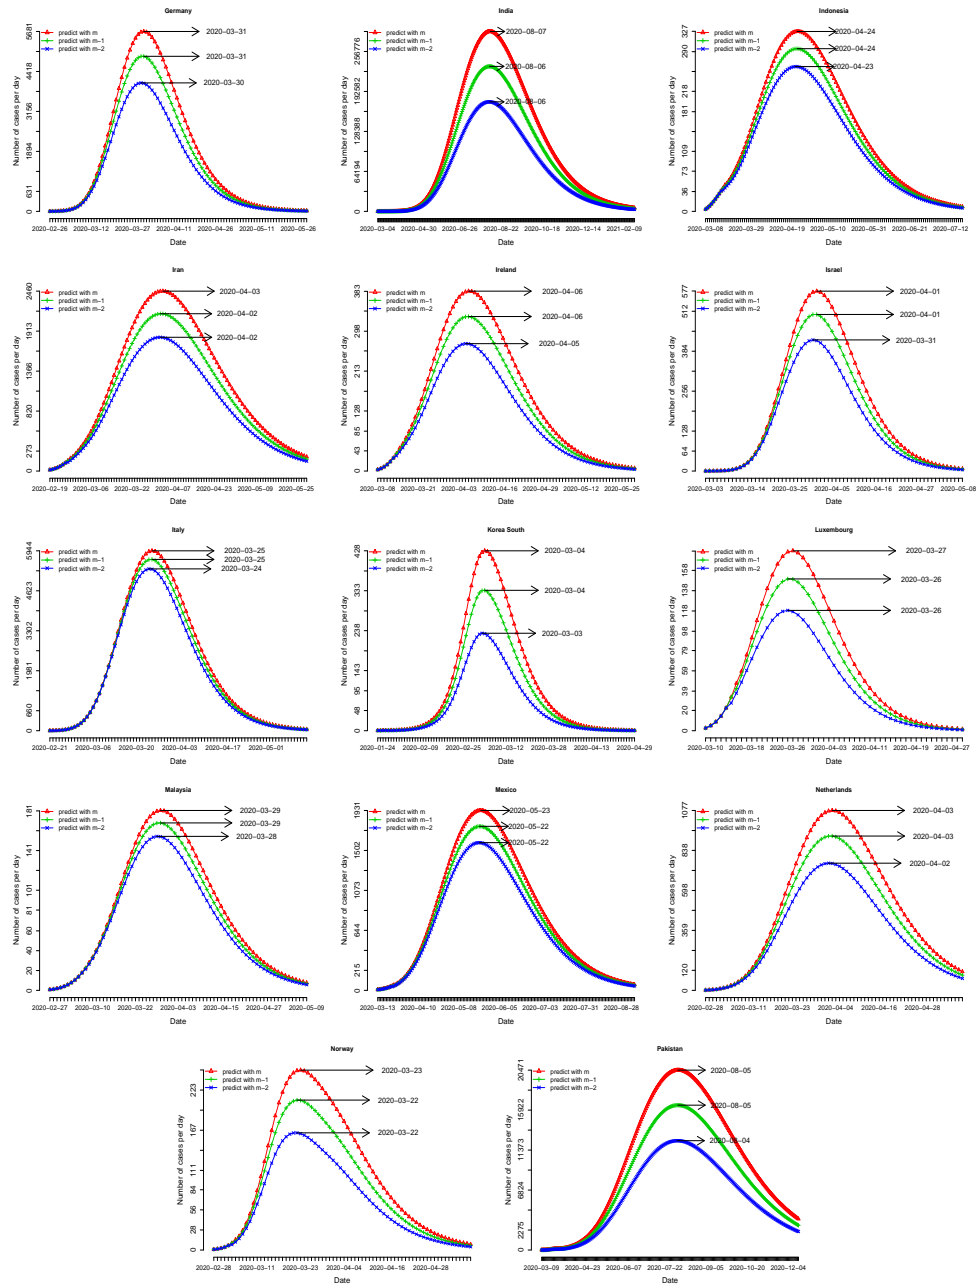 Germany
predict with m
predict with m−1
predict with m−2
2020−03−31
2020−03−31
2020−03−30
Number of cases per day
0 631 1894 3156 4418 5681
2020−02−26 2020−03−12 2020−03−27 2020−04−11 2020−04−26 2020−05−11 2020−05−26
Date
India
predict with m
predict with m−1
predict with m−2
2020−08−07
2020−08−06
2020−08−06
Number of cases per day
0 64194 128388 192582 256776
2020−03−04 2020−04−30 2020−06−26 2020−08−22 2020−10−18 2020−12−14 2021−02−09
Date
Indonesia
predict with m
predict with m−1
predict with m−2
2020−04−24
2020−04−24
2020−04−23
Number of cases per day
0 36 73 109 181 218 290 327
2020−03−08 2020−03−29 2020−04−19 2020−05−10 2020−05−31 2020−06−21 2020−07−12
Date
Iran
predict with m
predict with m−1
predict with m−2
2020−04−03
2020−04−02
2020−04−02
Number of cases per day
0 273 820 1366 1913 2460
2020−02−19 2020−03−06 2020−03−22 2020−04−07 2020−04−23 2020−05−09 2020−05−25
Date
Ireland
predict with m
predict with m−1
predict with m−2
2020−04−06
2020−04−06
2020−04−05
Number of cases per day
0 43 85 128 213 298 383
2020−03−08 2020−03−21 2020−04−03 2020−04−16 2020−04−29 2020−05−12 2020−05−25
Date
Israel
predict with m
predict with m−1
predict with m−2
2020−04−01
2020−04−01
2020−03−31
Number of cases per day
0 64 128 256 384 512 577
2020−03−03 2020−03−14 2020−03−25 2020−04−05 2020−04−16 2020−04−27 2020−05−08
Date
Italy
predict with m
predict with m−1
predict with m−2
2020−03−25
2020−03−25
2020−03−24
Number of cases per day
0 660 1981 3302 4623 5944
2020−02−21 2020−03−06 2020−03−20 2020−04−03 2020−04−17 2020−05−01
Date
Korea South
predict with m
predict with m−1
predict with m−2
2020−03−04
2020−03−04
2020−03−03
Number of cases per day
0 48 95 143 238 333 428
2020−01−24 2020−02−09 2020−02−25 2020−03−12 2020−03−28 2020−04−13 2020−04−29
Date
Luxembourg
predict with m
predict with m−1
predict with m−2
2020−03−27
2020−03−26
2020−03−26
Number of cases per day
0 20 39 59 79 98 118 138 158
2020−03−10 2020−03−18 2020−03−26 2020−04−03 2020−04−11 2020−04−19 2020−04−27
Date
Malaysia
predict with m
predict with m−1
predict with m−2
2020−03−29
2020−03−29
2020−03−28
Number of cases per day
0 20 40 60 81 101 141 181
2020−02−27 2020−03−10 2020−03−22 2020−04−03 2020−04−15 2020−04−27 2020−05−09
Date
Mexico
predict with m
predict with m−1
predict with m−2
2020−05−23
2020−05−22
2020−05−22
Number of cases per day
0 215 644 1073 1502 1931
2020−03−13 2020−04−10 2020−05−08 2020−06−05 2020−07−03 2020−07−31 2020−08−28
Date
Netherlands
predict with m
predict with m−1
predict with m−2
2020−04−03
2020−04−03
2020−04−02
Number of cases per day
0 120 359 598 838 1077
2020−02−28 2020−03−11 2020−03−23 2020−04−04 2020−04−16 2020−04−28
Date
Norway
predict with m
predict with m−1
predict with m−2
2020−03−23
2020−03−22
2020−03−22
Number of cases per day
0 28 56 84 111 167 223
2020−02−28 2020−03−11 2020−03−23 2020−04−04 2020−04−16 2020−04−28
Date
Pakistan
predict with m
predict with m−1
predict with m−2
2020−08−05
2020−08−05
2020−08−04
Number of cases per day
0 2275 6824 11373 15922 20471
2020−03−09 2020−04−23 2020−06−07 2020−07−22 2020−09−05 2020−10−20 2020−12−04
Date